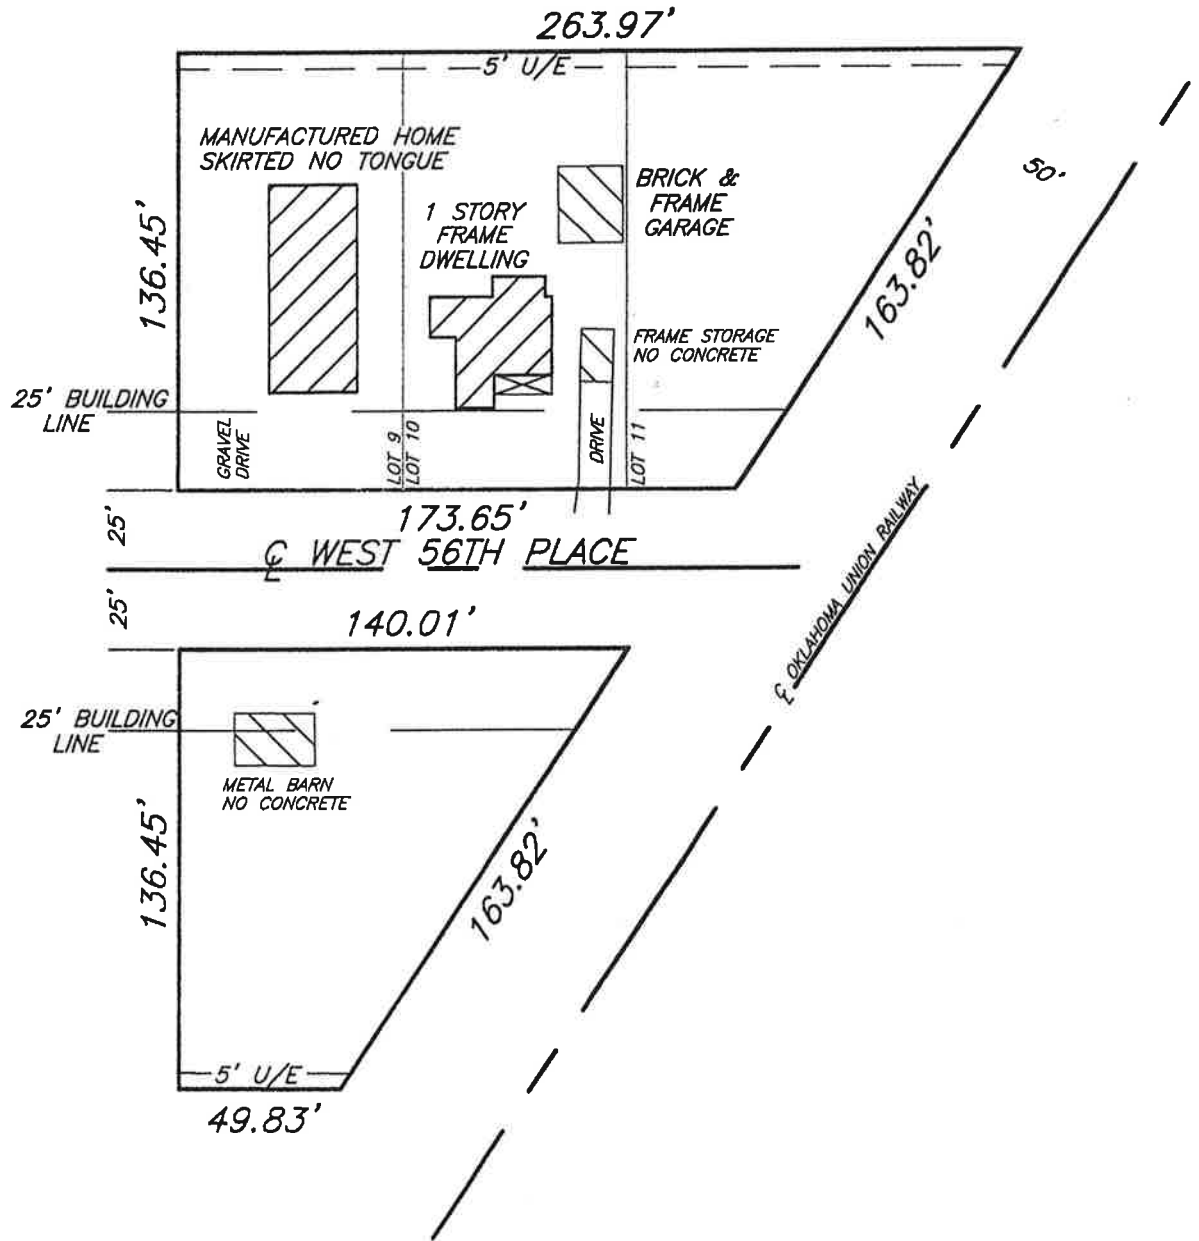 263.97'
5' U/E
MANUFACTURED HOME
SKIRTED NO TONGUE
50'
BRICK &
FRAME
GARAGE
1 STORY
FRAME
DWELLING
136.45'
163.82'
FRAME STORAGE
NO CONCRETE
25' BUILDING
LINE
GRAVEL
DRIVE
LOT 9
LOT 10
DRIVE
LOT 11
173.65'
25'
℄ WEST 56TH PLACE
℄ OKLAHOMA UNION RAILWAY
25'
140.01'
25' BUILDING
LINE
METAL BARN
NO CONCRETE
136.45'
163.82'
5' U/E
49.83'